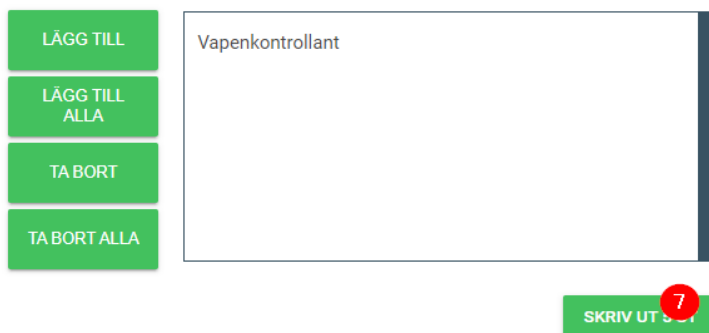 LÄGG TILL
Vapenkontrollant
LÄGG TILL
ALLA
TA BORT
TA BORT ALLA
7
SKRIV UT